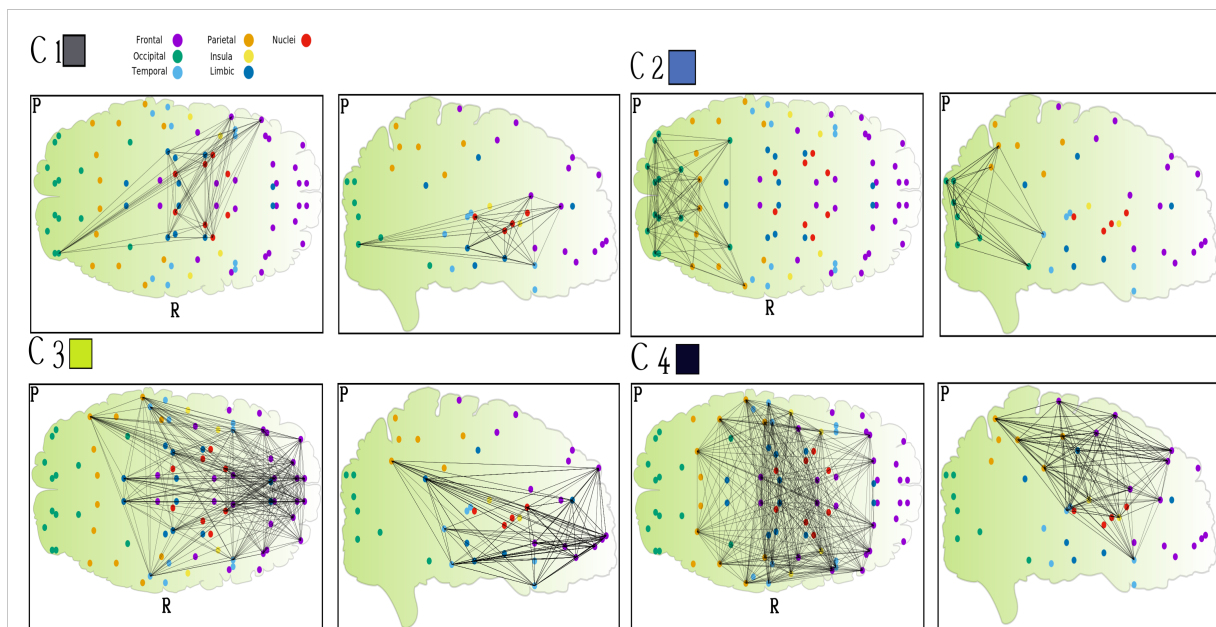 C 1
Frontal Parietal Nuclei
Occipital Insula
Temporal Limbic
C 2
P
P
P
P
R
R
C 3
C 4
P
P
P
P
R
R